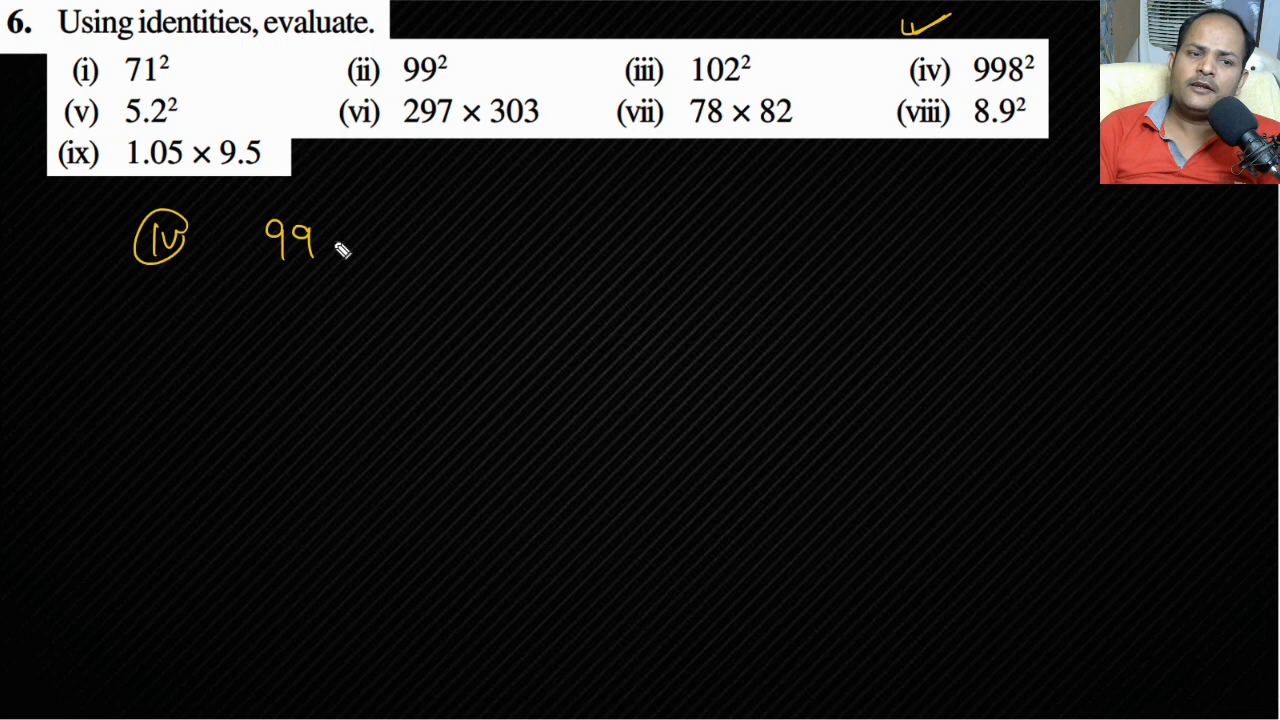 6. Using identities, evaluate.
(i) 71² (ii) 99² (iii) 102² (iv) 998²
(v) 5.2² (vi) 297 × 303 (vii) 78 × 82 (viii) 8.9²
(ix) 1.05 × 9.5
iv 99